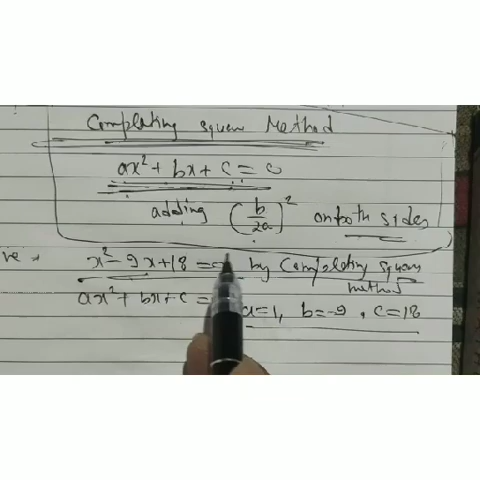 Completing square Method
ax² + bx + c = 0
adding (b/2a)² on both sides
ve x² - 9x + 18 = by Completing square
method
ax² + bx + c =
a=1, b=-9, c=18